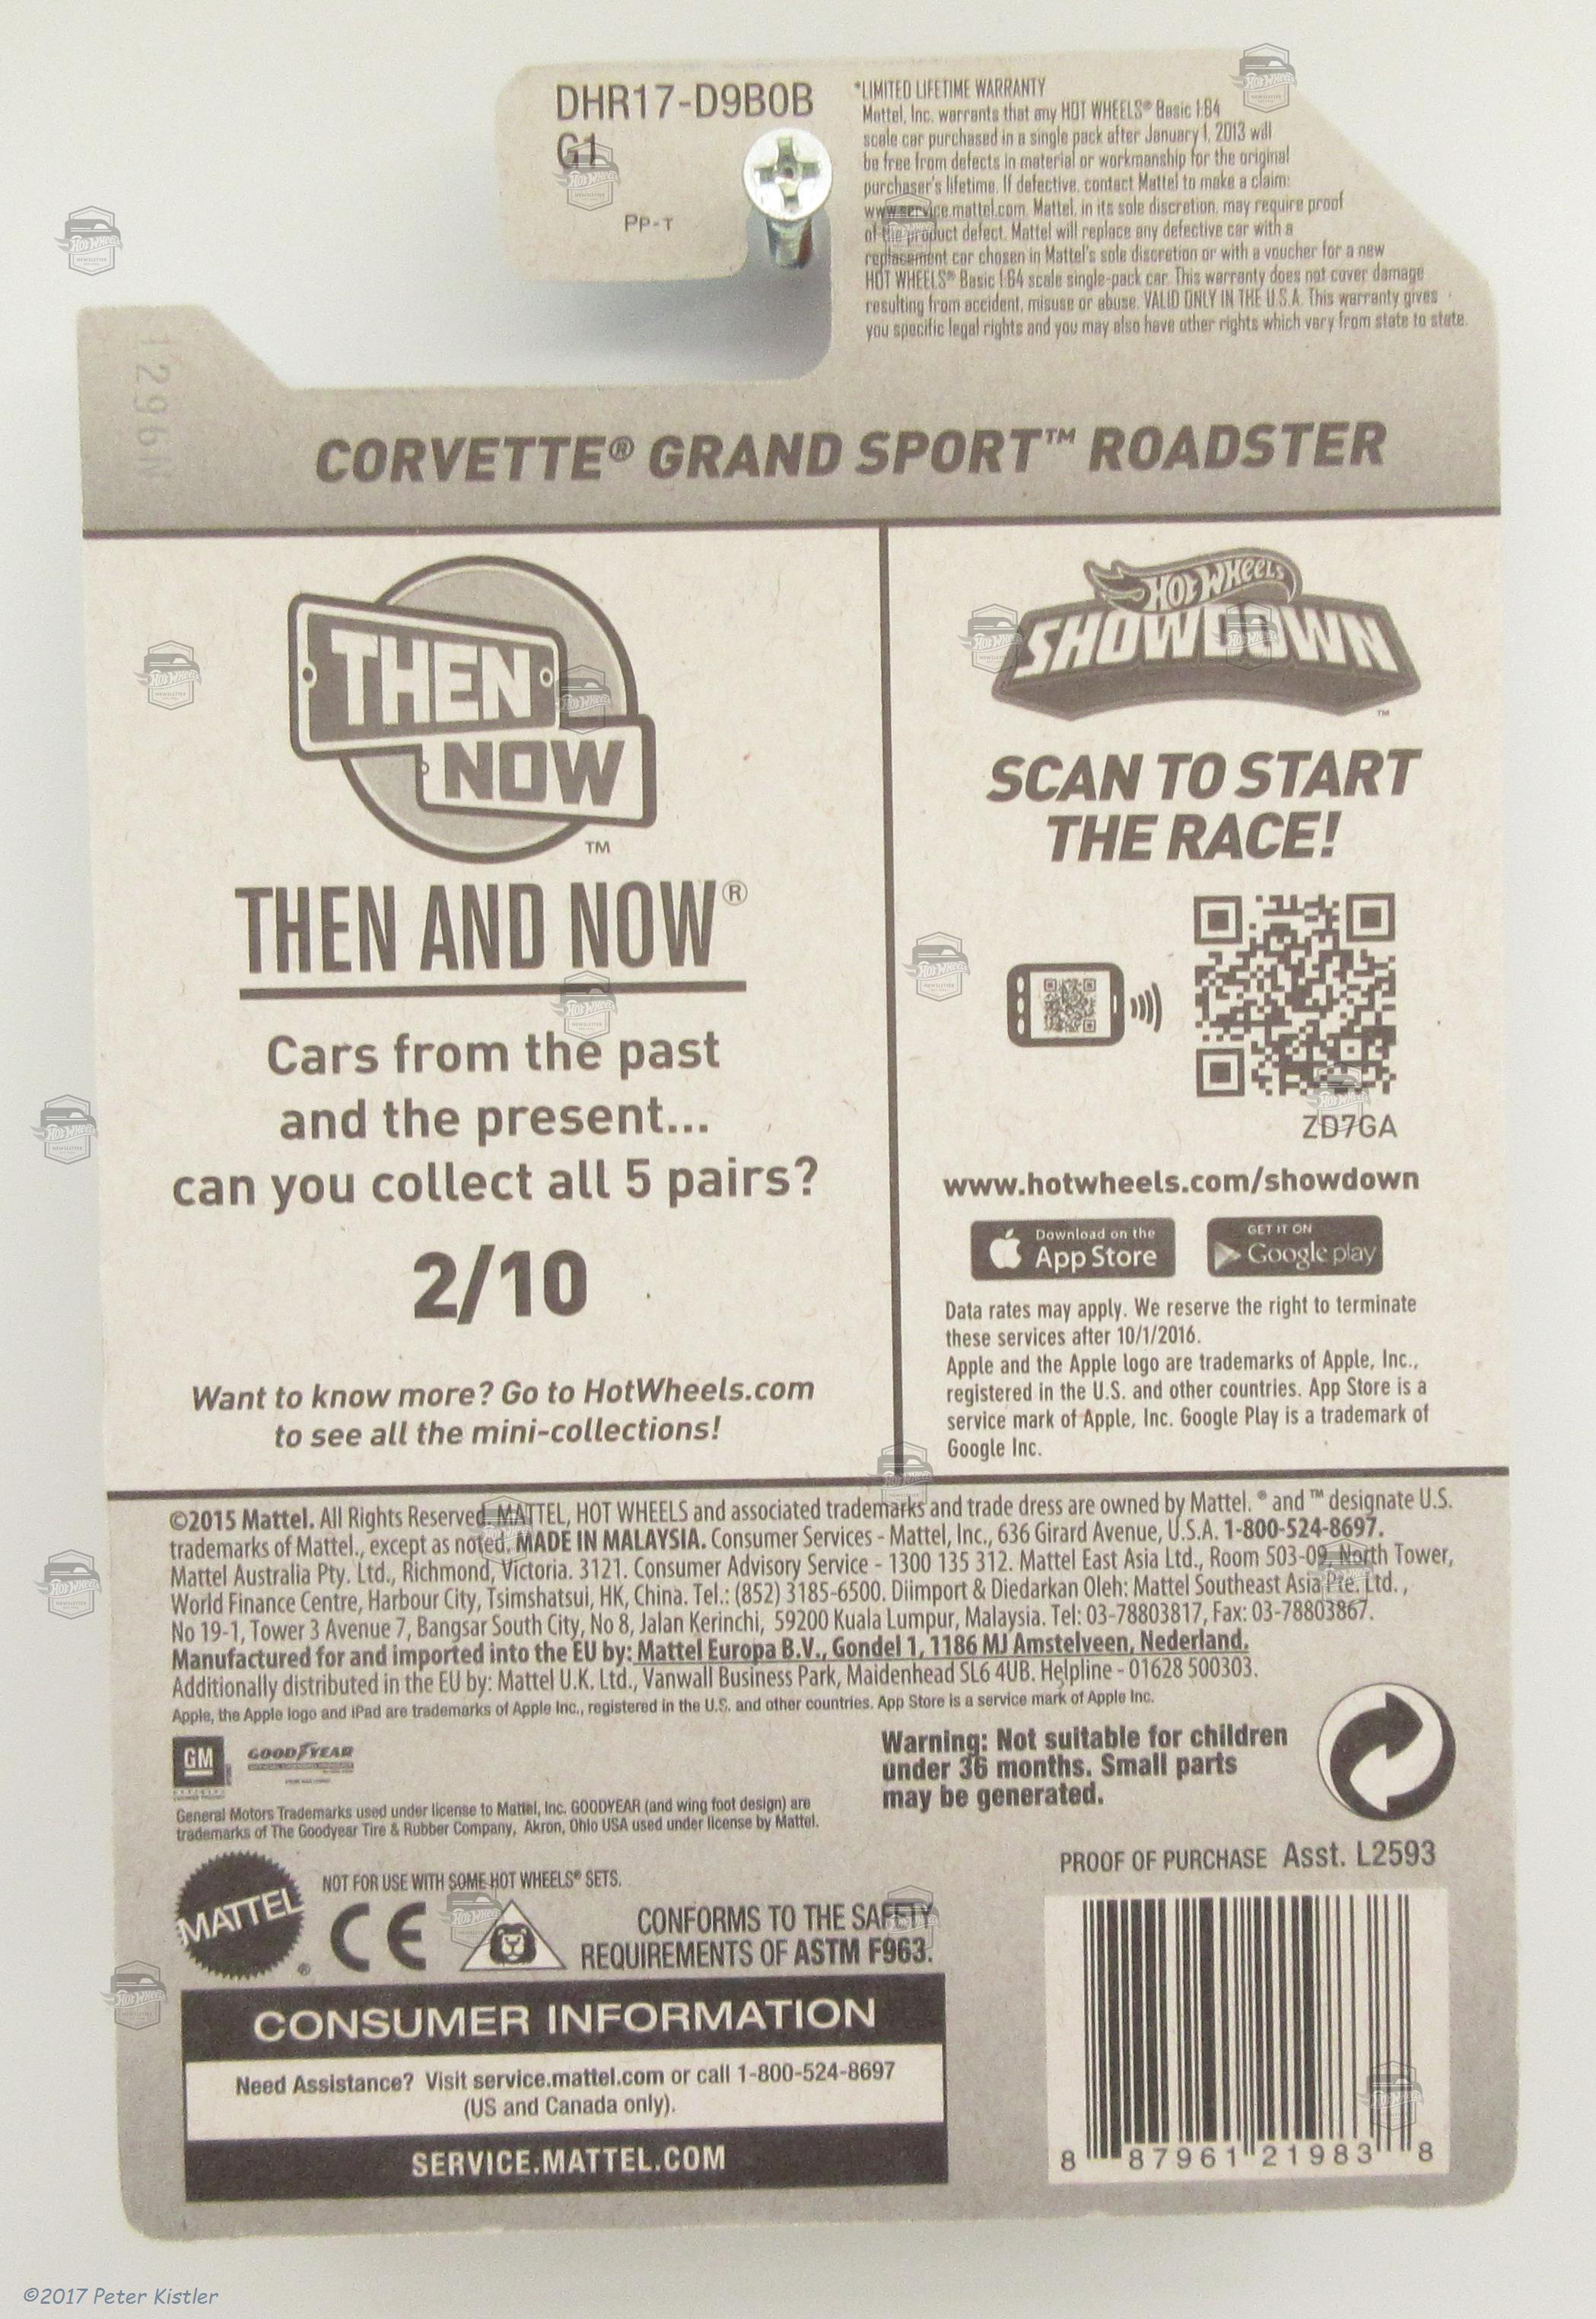 DHR17-D9B0B
G1
Pp-T
*LIMITED LIFETIME WARRANTY
Mattel, Inc. warrants that any HOT WHEELS® Basic 1:64
scale car purchased in a single pack after January 1, 2013 will
be free from defects in material or workmanship for the original
purchaser's lifetime. If defective, contact Mattel to make a claim:
www.service.mattel.com. Mattel, in its sole discretion, may require proof
of the product defect. Mattel will replace any defective car with a
replacement car chosen in Mattel's sole discretion or with a voucher for a new
HOT WHEELS® Basic 1:64 scale single-pack car. This warranty does not cover damage
resulting from accident, misuse or abuse. VALID ONLY IN THE U.S.A. This warranty gives
you specific legal rights and you may also have other rights which vary from state to state.
CORVETTE® GRAND SPORT™ ROADSTER
THEN
NOW
™
THEN AND NOW®
Cars from the past
and the present...
can you collect all 5 pairs?
2/10
Want to know more? Go to HotWheels.com
to see all the mini-collections!
Hot Wheels
SHOWDOWN
™
SCAN TO START
THE RACE!
ZD7GA
www.hotwheels.com/showdown
Download on the
App Store
GET IT ON
Google play
Data rates may apply. We reserve the right to terminate
these services after 10/1/2016.
Apple and the Apple logo are trademarks of Apple, Inc.,
registered in the U.S. and other countries. App Store is a
service mark of Apple, Inc. Google Play is a trademark of
Google Inc.
©2015 Mattel. All Rights Reserved. MATTEL, HOT WHEELS and associated trademarks and trade dress are owned by Mattel. ® and ™ designate U.S.
trademarks of Mattel., except as noted. MADE IN MALAYSIA. Consumer Services - Mattel, Inc., 636 Girard Avenue, U.S.A. 1-800-524-8697.
Mattel Australia Pty. Ltd., Richmond, Victoria. 3121. Consumer Advisory Service - 1300 135 312. Mattel East Asia Ltd., Room 503-09, North Tower,
World Finance Centre, Harbour City, Tsimshatsui, HK, China. Tel.: (852) 3185-6500. Diimport & Diedarkan Oleh: Mattel Southeast Asia Pte. Ltd. ,
No 19-1, Tower 3 Avenue 7, Bangsar South City, No 8, Jalan Kerinchi, 59200 Kuala Lumpur, Malaysia. Tel: 03-78803817, Fax: 03-78803867.
Manufactured for and imported into the EU by: Mattel Europa B.V., Gondel 1, 1186 MJ Amstelveen, Nederland.
Additionally distributed in the EU by: Mattel U.K. Ltd., Vanwall Business Park, Maidenhead SL6 4UB. Helpline - 01628 500303.
Apple, the Apple logo and iPad are trademarks of Apple Inc., registered in the U.S. and other countries. App Store is a service mark of Apple Inc.
GM
GOODYEAR
General Motors Trademarks used under license to Mattel, Inc. GOODYEAR (and wing foot design) are
trademarks of The Goodyear Tire & Rubber Company, Akron, Ohio USA used under license by Mattel.
Warning: Not suitable for children
under 36 months. Small parts
may be generated.
PROOF OF PURCHASE Asst. L2593
MATTEL
®
NOT FOR USE WITH SOME HOT WHEELS® SETS.
CE
CONFORMS TO THE SAFETY
REQUIREMENTS OF ASTM F963.
CONSUMER INFORMATION
Need Assistance? Visit service.mattel.com or call 1-800-524-8697
(US and Canada only).
SERVICE.MATTEL.COM
8 87961 21983 8
©2017 Peter Kistler